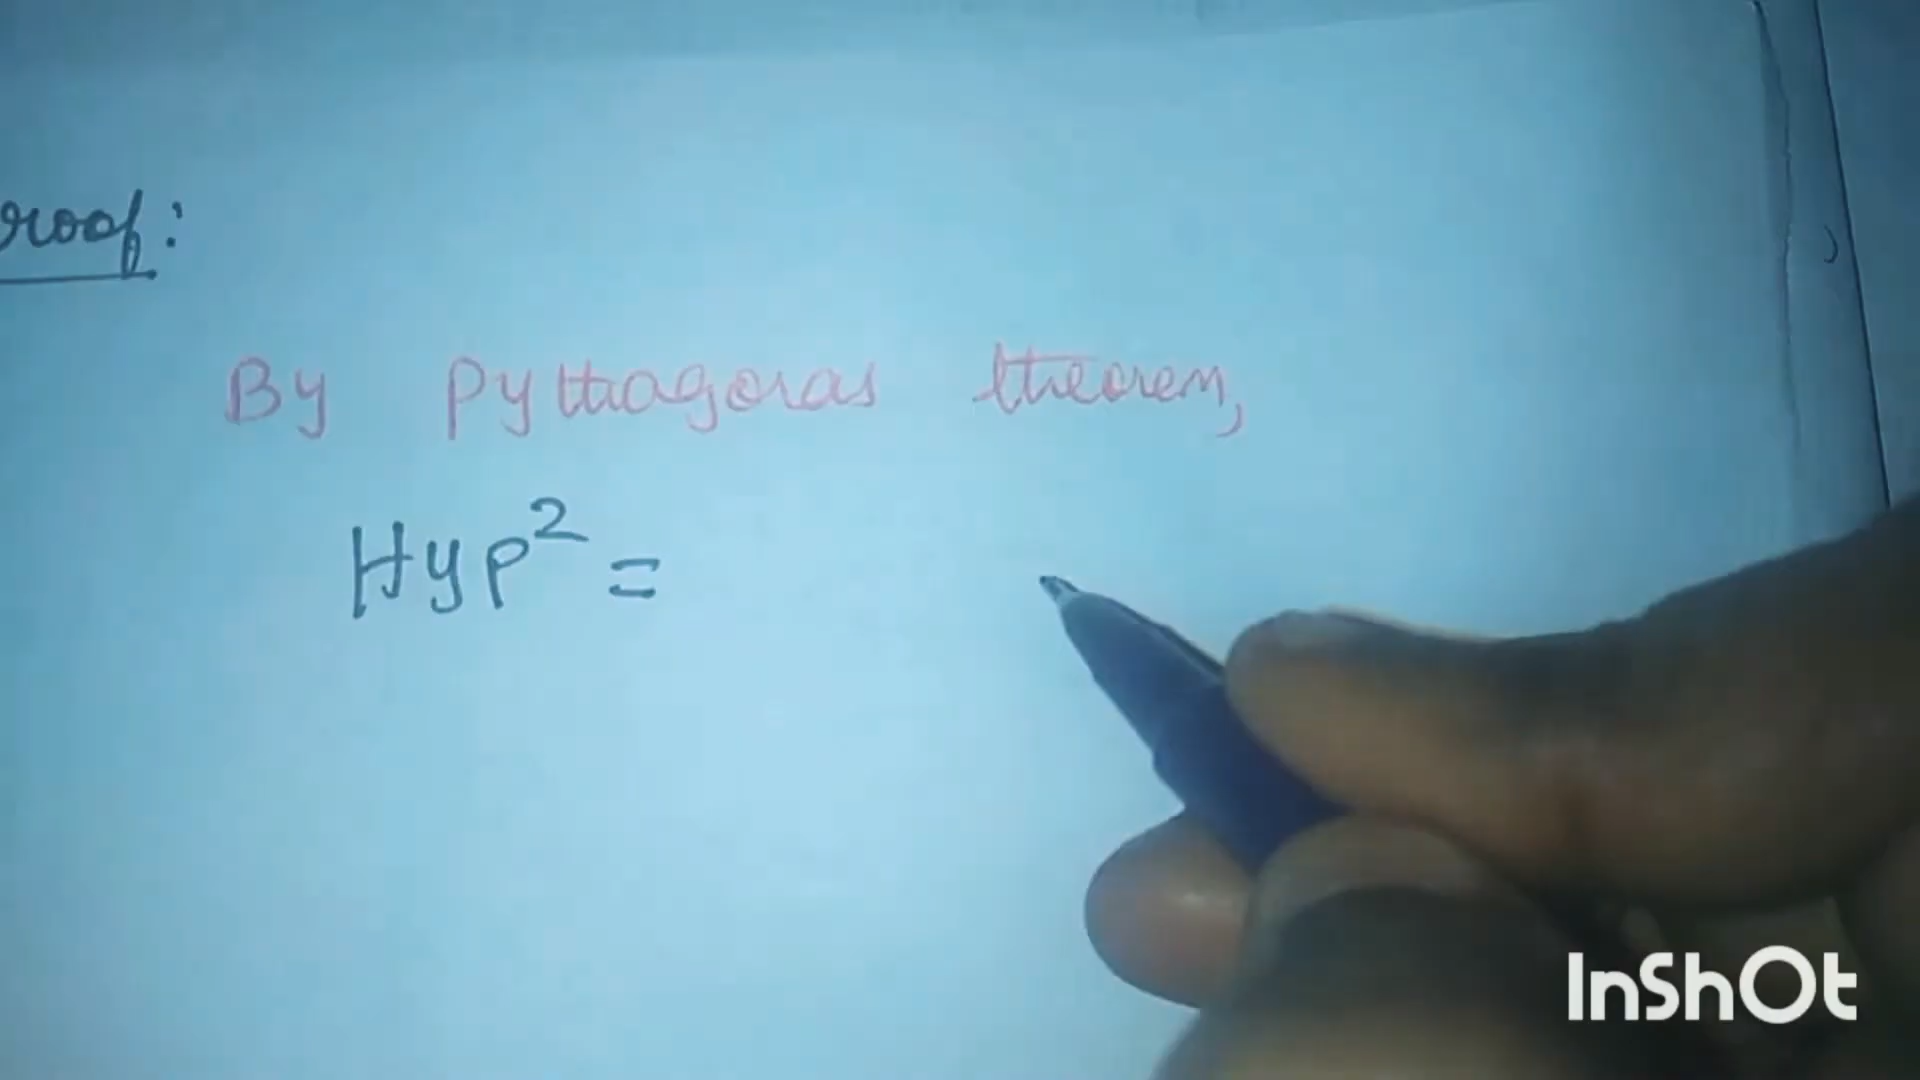 roof:
By Pythagoras theorem,
Hyp² =
InShOt